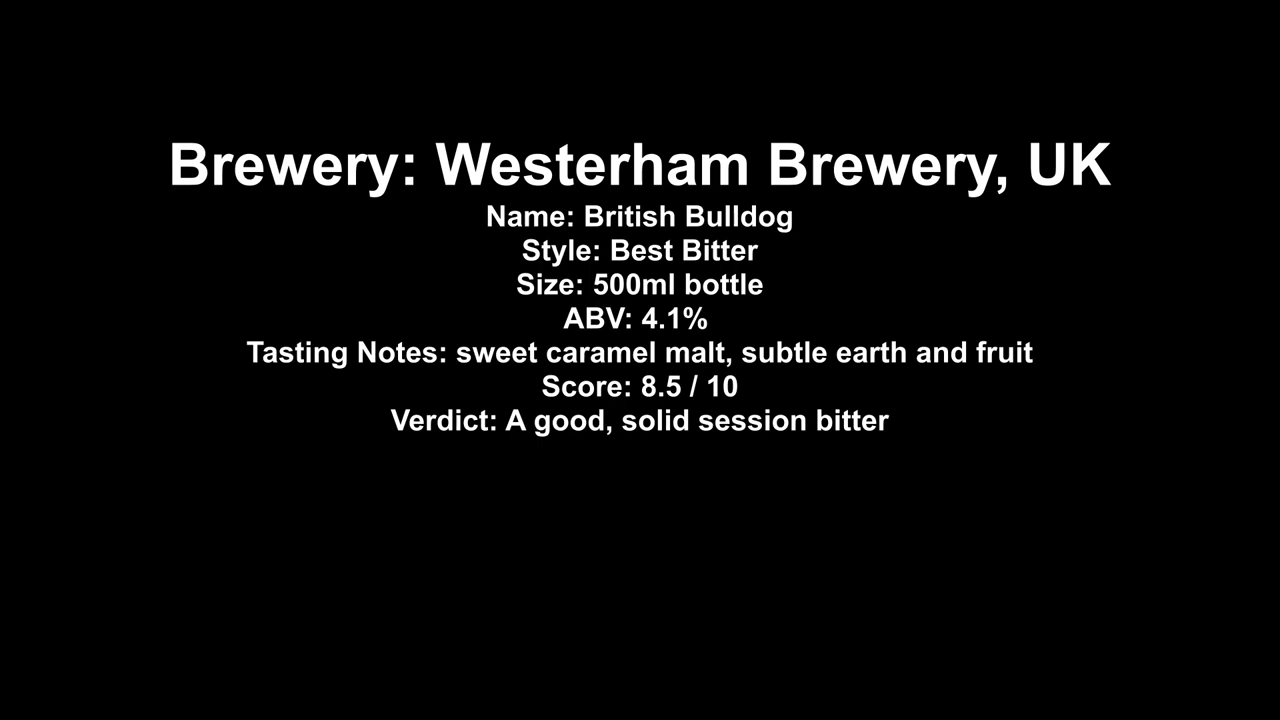 Brewery: Westerham Brewery, UK
Name: British Bulldog
Style: Best Bitter
Size: 500ml bottle
ABV: 4.1%
Tasting Notes: sweet caramel malt, subtle earth and fruit
Score: 8.5 / 10
Verdict: A good, solid session bitter